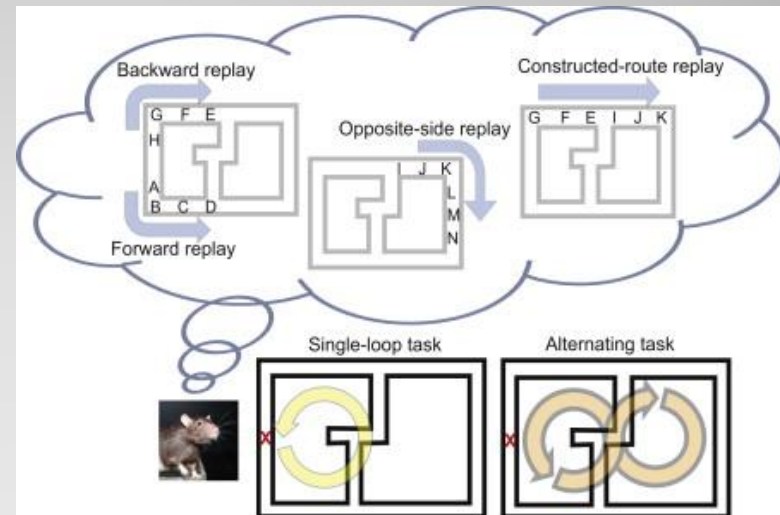 Backward replay
G F E
H
A
B C D
Forward replay
Opposite-side replay
I J K
L
M
N
Constructed-route replay
G F E I J K
Single-loop task
X
Alternating task
X